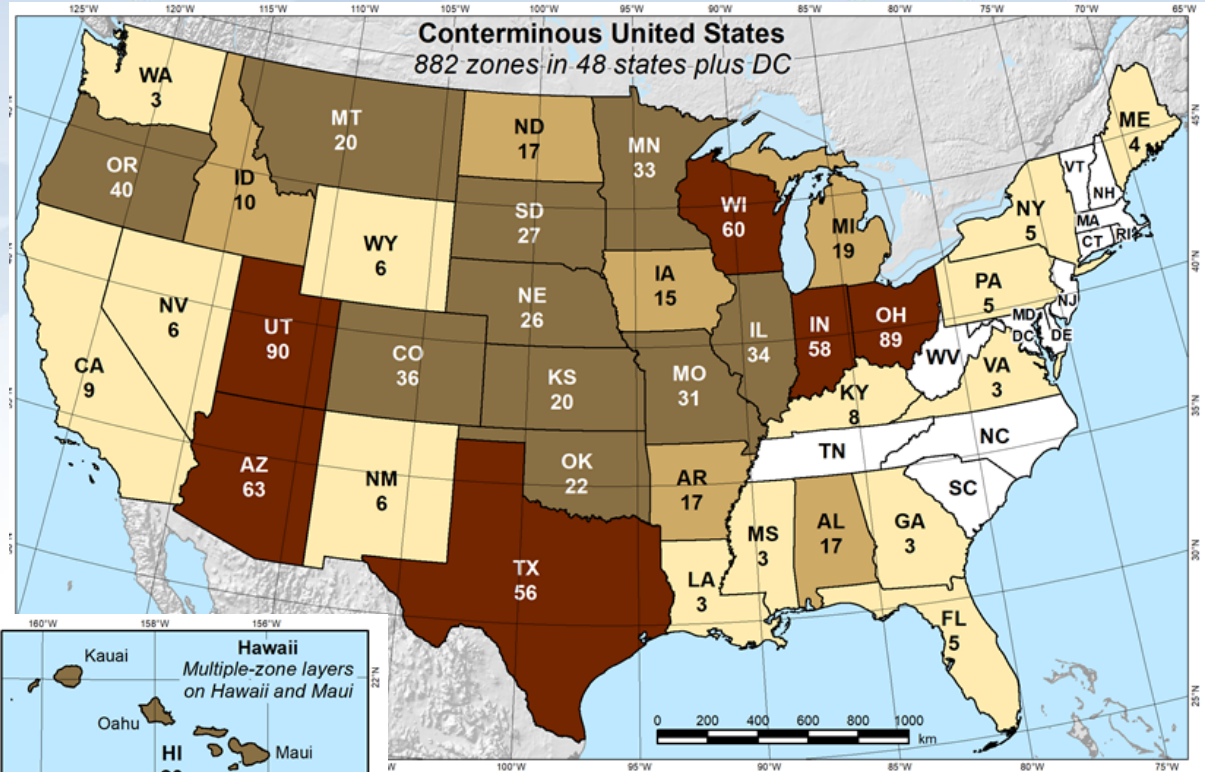 125°W
120°W
115°W
110°W
105°W
100°W
95°W
90°W
85°W
80°W
75°W
70°W
65°W
Conterminous United States
882 zones in 48 states plus DC
WA
3
MT
20
ND
17
MN
33
ME
4
45°N
OR
40
ID
10
SD
27
WI
60
MI
19
VT
NH
NY
5
MA
CT
RI
WY
6
IA
15
PA
5
40°N
NV
6
UT
90
NE
26
IL
34
IN
58
OH
89
NJ
MD
DC
DE
WV
VA
3
CA
9
CO
36
KS
20
MO
31
KY
8
35°N
AZ
63
NM
6
OK
22
AR
17
TN
NC
SC
TX
56
LA
3
MS
3
AL
17
GA
3
30°N
FL
5
25°N
160°W
158°W
156°W
Hawaii
Multiple-zone layers
on Hawaii and Maui
22°N
Kauai
Oahu
HI
Maui
0 200 400 600 800 1000
km
100°W
95°W
90°W
85°W
80°W
75°W